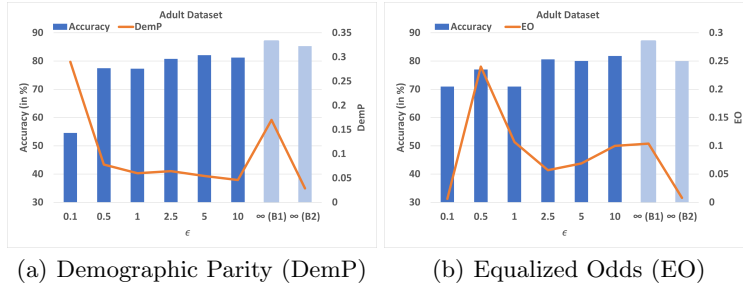 Adult Dataset
Accuracy DemP
90
80
70
60
50
40
30
Accuracy (in %)
0.35
0.3
0.25
0.2
0.15
0.1
0.05
0
DemP
0.1 0.5 1 2.5 5 10 ∞ (B1) ∞ (B2)
ϵ
(a) Demographic Parity (DemP)
Adult Dataset
Accuracy EO
90
80
70
60
50
40
30
Accuracy (in %)
0.3
0.25
0.2
0.15
0.1
0.05
0
EO
0.1 0.5 1 2.5 5 10 ∞ (B1) ∞ (B2)
ϵ
(b) Equalized Odds (EO)